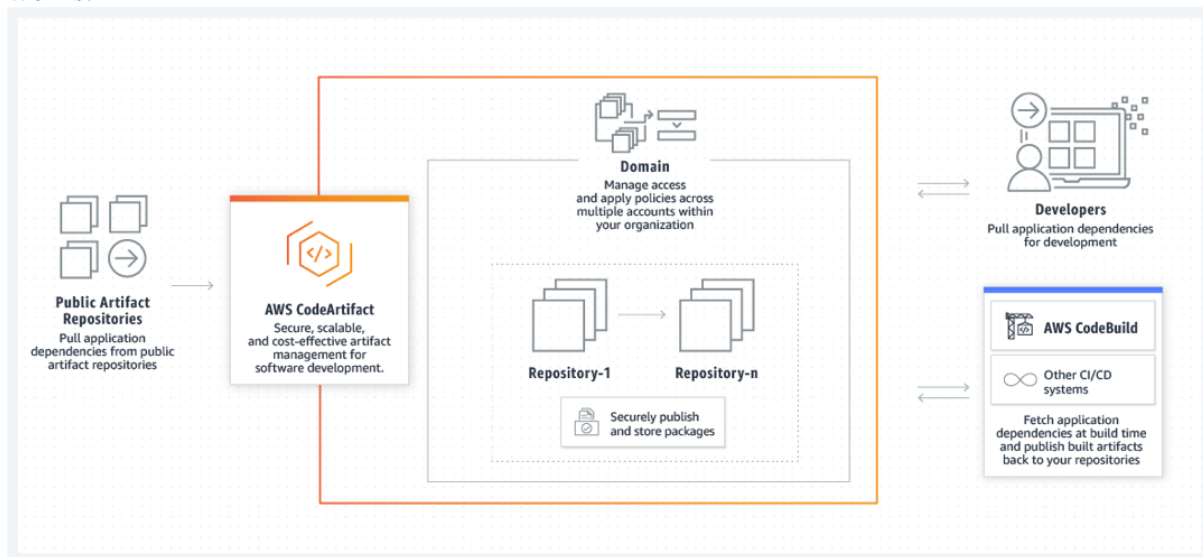 Public Artifact
Repositories
Pull application
dependencies from public
artifact repositories
</>
AWS CodeArtifact
Secure, scalable,
and cost-effective artifact
management for
software development.
Domain
Manage access
and apply policies across
multiple accounts within
your organization
Repository-1
Repository-n
Securely publish
and store packages
Developers
Pull application dependencies
for development
AWS CodeBuild
Other CI/CD
systems
Fetch application
dependencies at build time
and publish built artifacts
back to your repositories